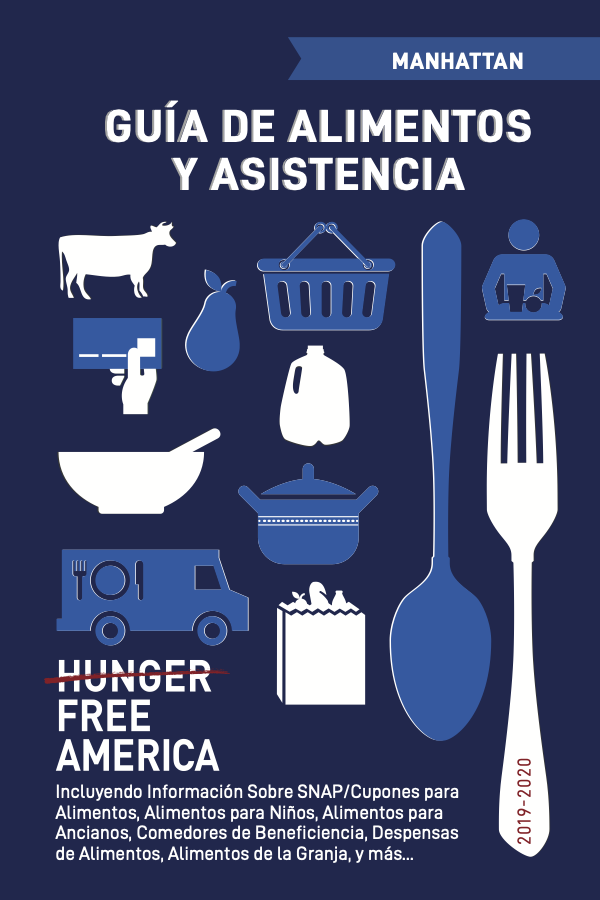 MANHATTAN
GUÍA DE ALIMENTOS
Y ASISTENCIA
HUNGER
FREE
AMERICA
Incluyendo Información Sobre SNAP/Cupones para
Alimentos, Alimentos para Niños, Alimentos para
Ancianos, Comedores de Beneficiencia, Despensas
de Alimentos, Alimentos de la Granja, y más...
2019-2020